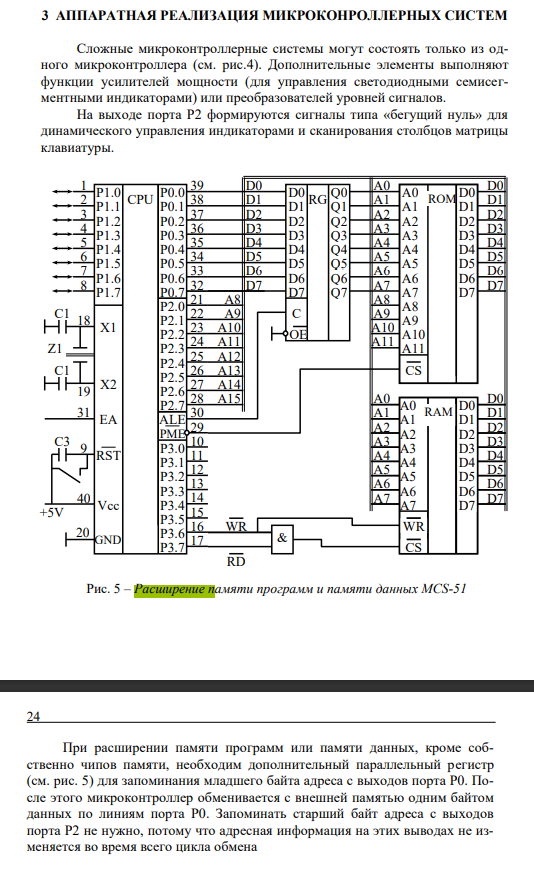 3 АППАРАТНАЯ РЕАЛИЗАЦИЯ МИКРОКОНРОЛЛЕРНЫХ СИСТЕМ
Сложные микроконтроллерные системы могут состоять только из од-
ного микроконтроллера (см. рис.4). Дополнительные элементы выполняют
функции усилителей мощности (для управления светодиодными семисег-
ментными индикаторами) или преобразователей уровней сигналов.
На выходе порта P2 формируются сигналы типа «бегущий нуль» для
динамического управления индикаторами и сканирования столбцов матрицы
клавиатуры.
1 P1.0 CPU P0.0 39 D0 D0 RG Q0 A0 A0 ROM D0 D0
2 P1.1 P0.1 38 D1 D1 Q1 A1 A1 D1 D1
3 P1.2 P0.2 37 D2 D2 Q2 A2 A2 D2 D2
4 P1.3 P0.3 36 D3 D3 Q3 A3 A3 D3 D3
5 P1.4 P0.4 35 D4 D4 Q4 A4 A4 D4 D4
6 P1.5 P0.5 34 D5 D5 Q5 A5 A5 D5 D5
7 P1.6 P0.6 33 D6 D6 Q6 A6 A6 D6 D6
8 P1.7 P0.7 32 D7 D7 Q7 A7 A7 D7 D7
P2.0 21 A8 A8 A8
C1 18 X1 P2.1 22 A9 C A9 A9
P2.2 23 A10 OE A10 A10
Z1 P2.3 24 A11 A11 A11
P2.4 25 A12
C1 P2.5 26 A13 CS
19 X2 P2.6 27 A14
P2.7 28 A15 A0 A0 RAM D0 D0
31 EA ALE 30 A1 A1 D1 D1
PME 29 A2 A2 D2 D2
C3 9 RST P3.0 10 A3 A3 D3 D3
P3.1 11 A4 A4 D4 D4
P3.2 12 A5 A5 D5 D5
P3.3 13 A6 A6 D6 D6
40 Vcc P3.4 14 A7 A7 D7 D7
+5V P3.5 15
20 GND P3.6 16 WR & WR
P3.7 17 RD CS
Рис. 5 – Расширение памяти программ и памяти данных MCS-51
24
При расширении памяти программ или памяти данных, кроме соб-
ственно чипов памяти, необходим дополнительный параллельный регистр
(см. рис. 5) для запоминания младшего байта адреса с выходов порта P0. По-
сле этого микроконтроллер обменивается с внешней памятью одним байтом
данных по линиям порта P0. Запоминать старший байт адреса с выходов
порта P2 не нужно, потому что адресная информация на этих выводах не из-
меняется во время всего цикла обмена